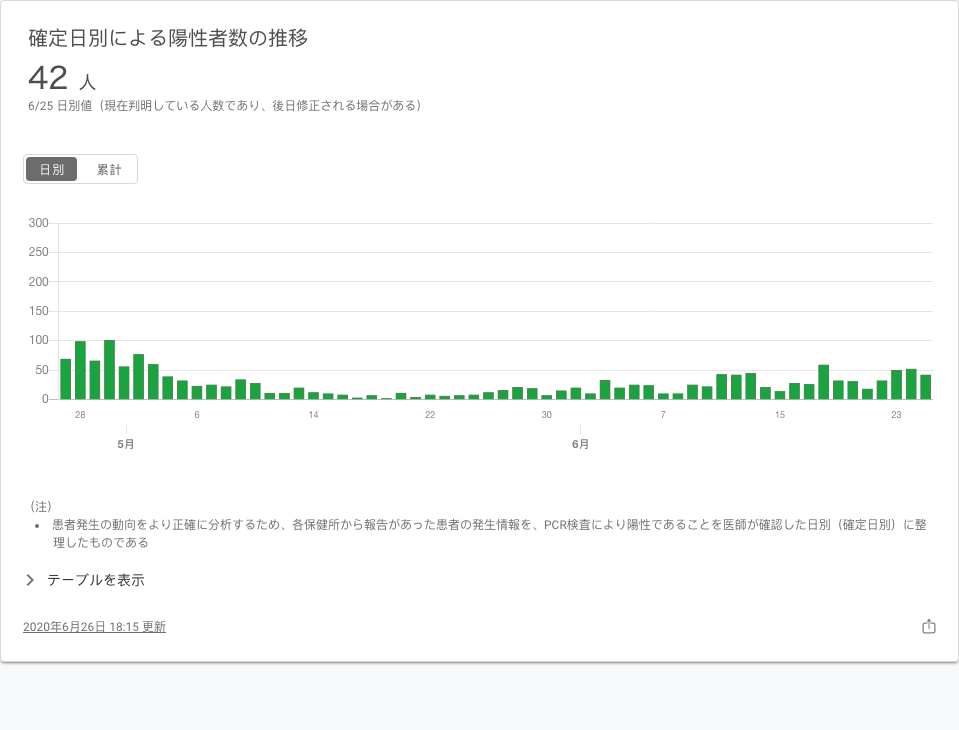 確定日別による陽性者数の推移
42 人
6/25 日別値（現在判明している人数であり、後日修正される場合がある）
日別 累計
300
250
200
150
100
50
0
28 6 14 22 30 7 15 23
5月 6月
（注）
• 患者発生の動向をより正確に分析するため、各保健所から報告があった患者の発生情報を、PCR検査により陽性であることを医師が確認した日別（確定日別）に整
理したものである
テーブルを表示
2020年6月26日 18:15 更新